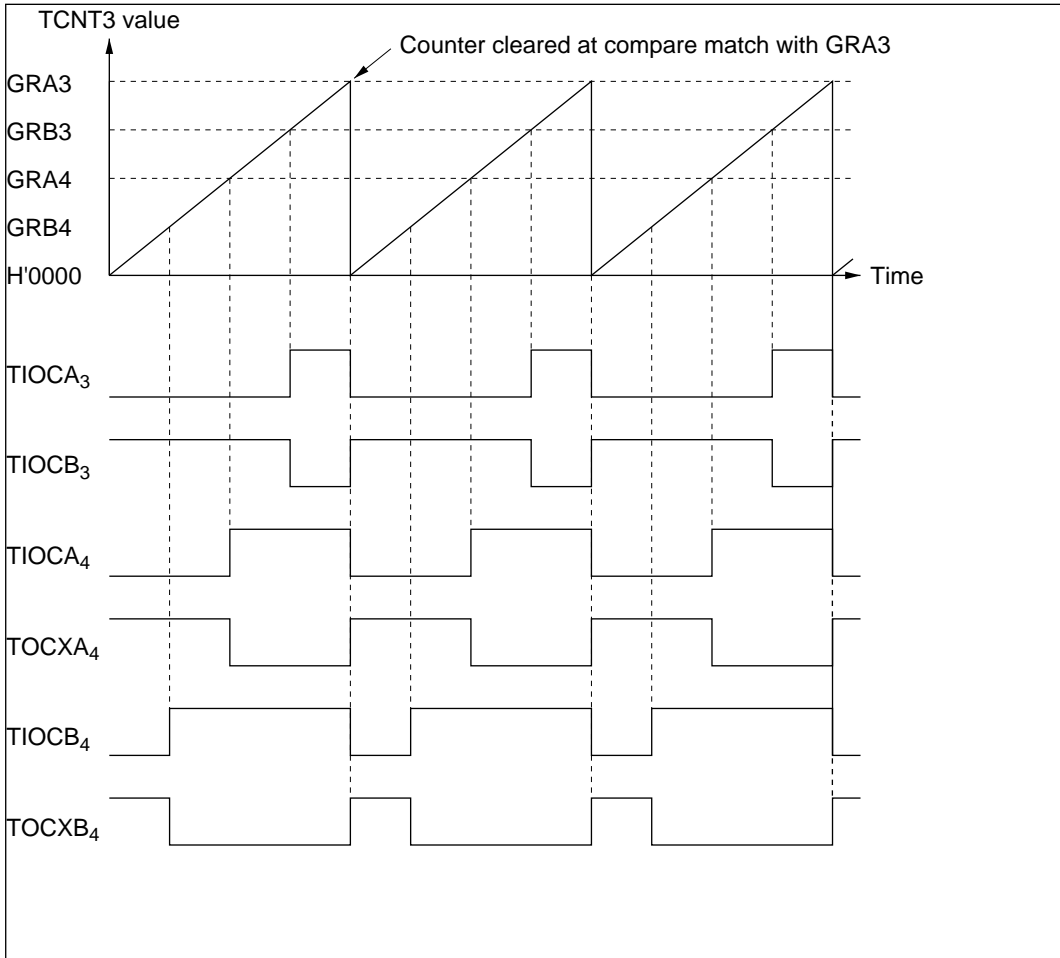 TCNT3 value
Counter cleared at compare match with GRA3
GRA3
GRB3
GRA4
GRB4
H'0000
Time
TIOCA3
TIOCB3
TIOCA4
TOCXA4
TIOCB4
TOCXB4